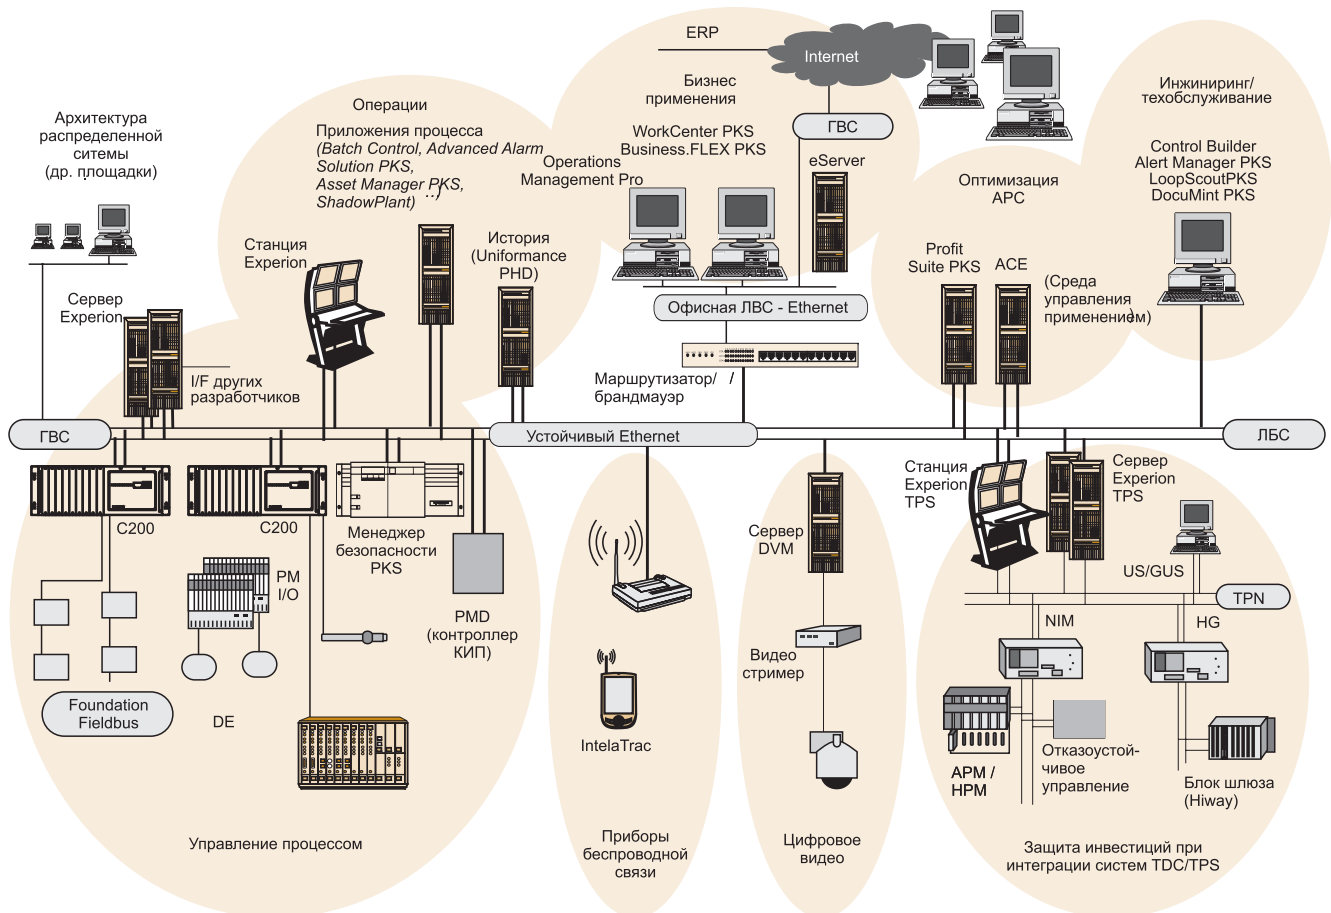 ERP
Internet
Бизнес
применения
WorkCenter PKS
Business.FLEX PKS
ГВС
Operations
Management Pro
eServer
Инжиниринг/
техобслуживание
Control Builder
Alert Manager PKS
LoopScoutPKS
DocuMint PKS
Архитектура
распределенной
ситемы
(др. площадки)
Операции
Приложения процесса
(Batch Control, Advanced Alarm
Solution PKS,
Asset Manager PKS,
ShadowPlant)
Станция
Experion
История
(Uniformance
PHD)
Оптимизация
APC
Profit
Suite PKS
ACE
(Среда
управления
применением)
Сервер
Experion
I/F других
разработчиков
Офисная ЛВС - Ethernet
Маршрутизатор/ /
брандмауэр
ГВС
Устойчивый Ethernet
ЛБС
C200
C200
Менеджер
безопасности
PKS
PM
I/O
PMD
(контроллер
КИП)
Foundation
Fieldbus
DE
Управление процессом
IntelaTrac
Приборы
беспроводной
связи
Сервер
DVM
Видео
стример
Цифровое
видео
Станция
Experion
TPS
Сервер
Experion
TPS
US/GUS
TPN
NIM
HG
APM /
HPM
Отказоустой-
чивое
управление
Блок шлюза
(Hiway)
Защита инвестиций при
интеграции систем TDC/TPS